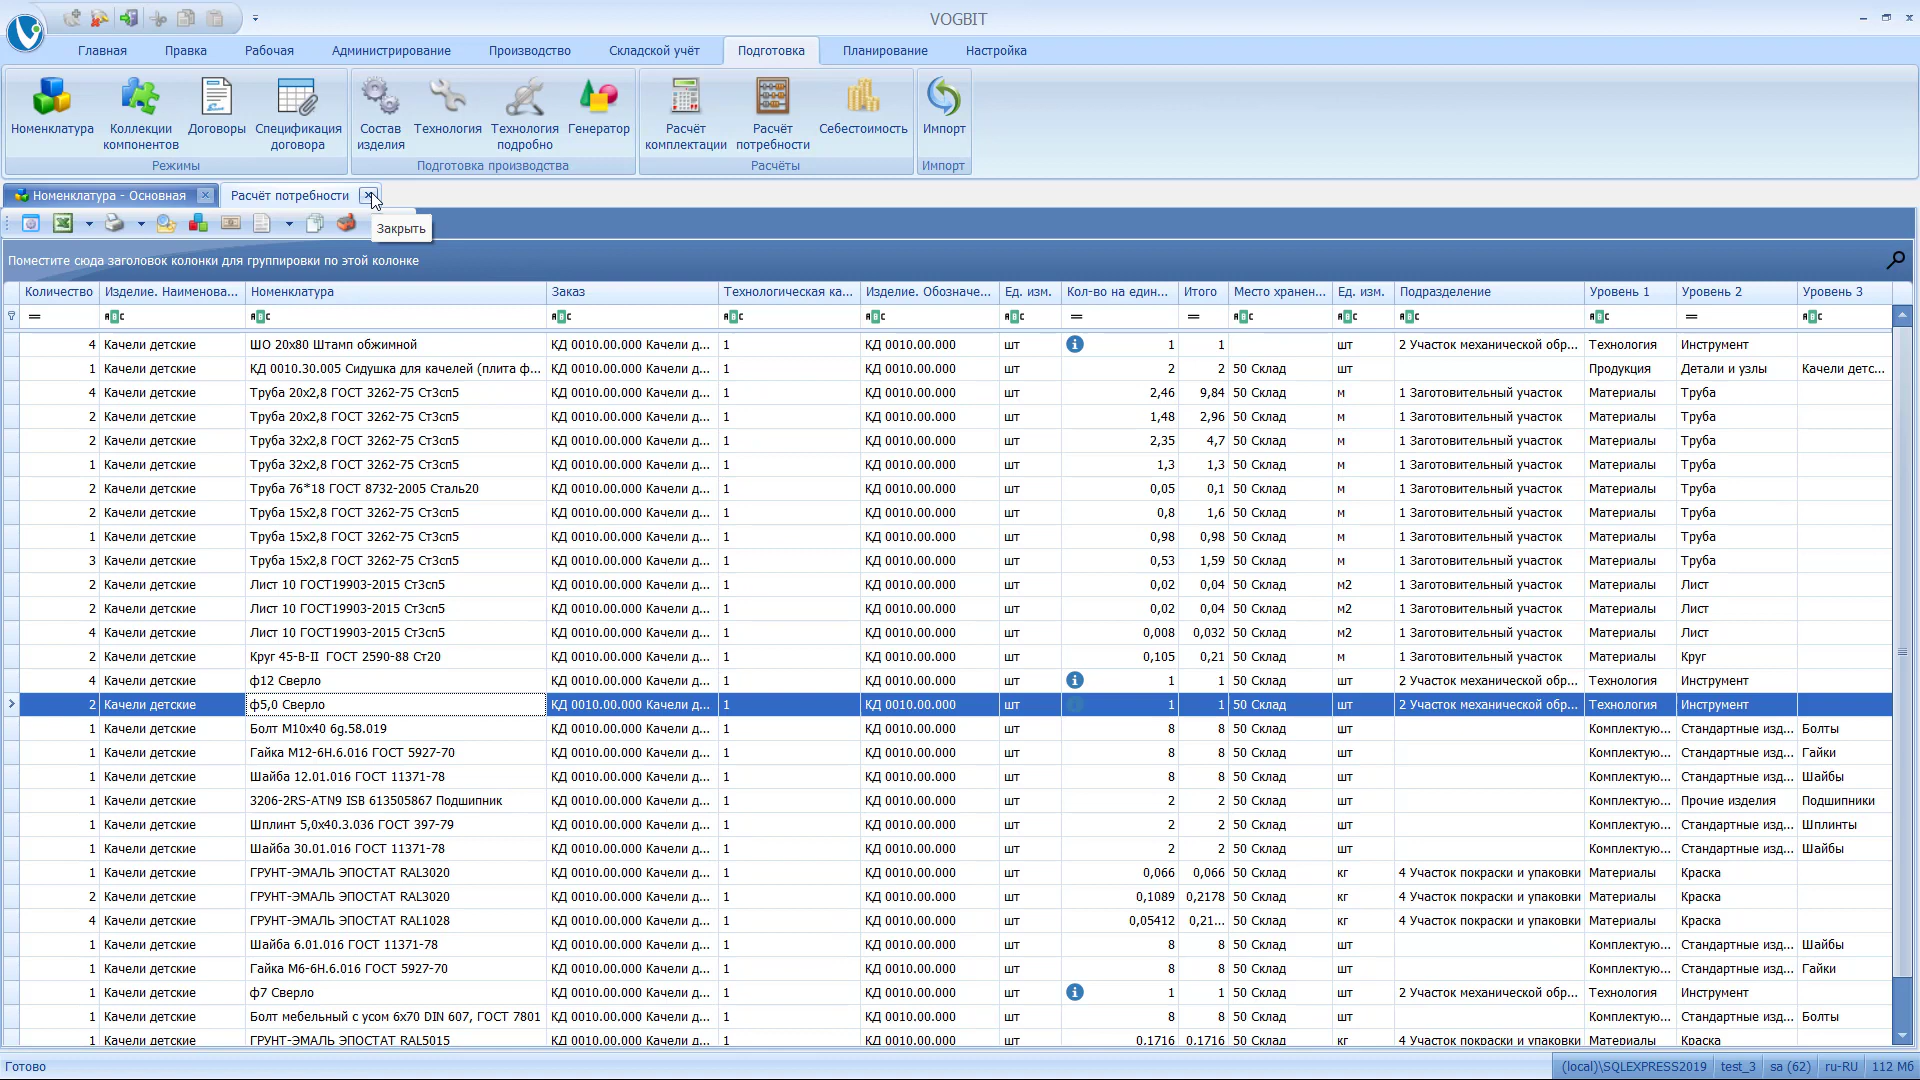 VOGBIT
Главная Правка Рабочая Администрирование Производство Складской учёт Подготовка Планирование Настройка
Номенклатура Коллекции компонентов Договоры Спецификация договора Состав изделия Технология Технология подробно Генератор Расчёт комплектации Расчёт потребности Себестоимость Импорт
Режимы Подготовка производства Расчёты Импорт
Номенклатура - Основная Расчёт потребности
Закрыть
Поместите сюда заголовок колонки для группировки по этой колонке
Количество Изделие. Наименова... Номенклатура Заказ Технологическая ка... Изделие. Обозначе... Ед. изм. Кол-во на един... Итого Место хранен... Ед. изм. Подразделение Уровень 1 Уровень 2 Уровень 3
4 Качели детские ШО 20х80 Штамп обжимной КД 0010.00.000 Качели д... 1 КД 0010.00.000 шт 1 1 шт 2 Участок механической обр... Технология Инструмент
1 Качели детские КД 0010.30.005 Сидушка для качелей (плита ф... КД 0010.00.000 Качели д... 1 КД 0010.00.000 шт 2 2 50 Склад шт Продукция Детали и узлы Качели детс...
4 Качели детские Труба 20х2,8 ГОСТ 3262-75 Ст3сп5 КД 0010.00.000 Качели д... 1 КД 0010.00.000 шт 2,46 9,84 50 Склад м 1 Заготовительный участок Материалы Труба
2 Качели детские Труба 20х2,8 ГОСТ 3262-75 Ст3сп5 КД 0010.00.000 Качели д... 1 КД 0010.00.000 шт 1,48 2,96 50 Склад м 1 Заготовительный участок Материалы Труба
2 Качели детские Труба 32х2,8 ГОСТ 3262-75 Ст3сп5 КД 0010.00.000 Качели д... 1 КД 0010.00.000 шт 2,35 4,7 50 Склад м 1 Заготовительный участок Материалы Труба
1 Качели детские Труба 32х2,8 ГОСТ 3262-75 Ст3сп5 КД 0010.00.000 Качели д... 1 КД 0010.00.000 шт 1,3 1,3 50 Склад м 1 Заготовительный участок Материалы Труба
2 Качели детские Труба 76*18 ГОСТ 8732-2005 Сталь20 КД 0010.00.000 Качели д... 1 КД 0010.00.000 шт 0,05 0,1 50 Склад м 1 Заготовительный участок Материалы Труба
2 Качели детские Труба 15х2,8 ГОСТ 3262-75 Ст3сп5 КД 0010.00.000 Качели д... 1 КД 0010.00.000 шт 0,8 1,6 50 Склад м 1 Заготовительный участок Материалы Труба
1 Качели детские Труба 15х2,8 ГОСТ 3262-75 Ст3сп5 КД 0010.00.000 Качели д... 1 КД 0010.00.000 шт 0,98 0,98 50 Склад м 1 Заготовительный участок Материалы Труба
3 Качели детские Труба 15х2,8 ГОСТ 3262-75 Ст3сп5 КД 0010.00.000 Качели д... 1 КД 0010.00.000 шт 0,53 1,59 50 Склад м 1 Заготовительный участок Материалы Труба
2 Качели детские Лист 10 ГОСТ19903-2015 Ст3сп5 КД 0010.00.000 Качели д... 1 КД 0010.00.000 шт 0,02 0,04 50 Склад м2 1 Заготовительный участок Материалы Лист
2 Качели детские Лист 10 ГОСТ19903-2015 Ст3сп5 КД 0010.00.000 Качели д... 1 КД 0010.00.000 шт 0,02 0,04 50 Склад м2 1 Заготовительный участок Материалы Лист
4 Качели детские Лист 10 ГОСТ19903-2015 Ст3сп5 КД 0010.00.000 Качели д... 1 КД 0010.00.000 шт 0,008 0,032 50 Склад м2 1 Заготовительный участок Материалы Лист
2 Качели детские Круг 45-В-II ГОСТ 2590-88 Ст20 КД 0010.00.000 Качели д... 1 КД 0010.00.000 шт 0,105 0,21 50 Склад м 1 Заготовительный участок Материалы Круг
4 Качели детские ф12 Сверло КД 0010.00.000 Качели д... 1 КД 0010.00.000 шт 1 1 50 Склад шт 2 Участок механической обр... Технология Инструмент
2 Качели детские ф5,0 Сверло КД 0010.00.000 Качели д... 1 КД 0010.00.000 шт 1 1 50 Склад шт 2 Участок механической обр... Технология Инструмент
1 Качели детские Болт М10х40 6g.58.019 КД 0010.00.000 Качели д... 1 КД 0010.00.000 шт 8 8 50 Склад шт Комплектую... Стандартные изд... Болты
1 Качели детские Гайка М12-6Н.6.016 ГОСТ 5927-70 КД 0010.00.000 Качели д... 1 КД 0010.00.000 шт 8 8 50 Склад шт Комплектую... Стандартные изд... Гайки
1 Качели детские Шайба 12.01.016 ГОСТ 11371-78 КД 0010.00.000 Качели д... 1 КД 0010.00.000 шт 8 8 50 Склад шт Комплектую... Стандартные изд... Шайбы
1 Качели детские 3206-2RS-ATN9 ISB 613505867 Подшипник КД 0010.00.000 Качели д... 1 КД 0010.00.000 шт 2 2 50 Склад шт Комплектую... Прочие изделия Подшипники
1 Качели детские Шплинт 5,0х40.3.036 ГОСТ 397-79 КД 0010.00.000 Качели д... 1 КД 0010.00.000 шт 2 2 50 Склад шт Комплектую... Стандартные изд... Шплинты
1 Качели детские Шайба 30.01.016 ГОСТ 11371-78 КД 0010.00.000 Качели д... 1 КД 0010.00.000 шт 2 2 50 Склад шт Комплектую... Стандартные изд... Шайбы
1 Качели детские ГРУНТ-ЭМАЛЬ ЭПОСТАТ RAL3020 КД 0010.00.000 Качели д... 1 КД 0010.00.000 шт 0,066 0,066 50 Склад кг 4 Участок покраски и упаковки Материалы Краска
2 Качели детские ГРУНТ-ЭМАЛЬ ЭПОСТАТ RAL3020 КД 0010.00.000 Качели д... 1 КД 0010.00.000 шт 0,1089 0,2178 50 Склад кг 4 Участок покраски и упаковки Материалы Краска
4 Качели детские ГРУНТ-ЭМАЛЬ ЭПОСТАТ RAL1028 КД 0010.00.000 Качели д... 1 КД 0010.00.000 шт 0,05412 0,21... 50 Склад кг 4 Участок покраски и упаковки Материалы Краска
1 Качели детские Шайба 6.01.016 ГОСТ 11371-78 КД 0010.00.000 Качели д... 1 КД 0010.00.000 шт 8 8 50 Склад шт Комплектую... Стандартные изд... Шайбы
1 Качели детские Гайка М6-6Н.6.016 ГОСТ 5927-70 КД 0010.00.000 Качели д... 1 КД 0010.00.000 шт 8 8 50 Склад шт Комплектую... Стандартные изд... Гайки
1 Качели детские ф7 Сверло КД 0010.00.000 Качели д... 1 КД 0010.00.000 шт 1 1 50 Склад шт 2 Участок механической обр... Технология Инструмент
1 Качели детские Болт мебельный с усом 6х70 DIN 607, ГОСТ 7801 КД 0010.00.000 Качели д... 1 КД 0010.00.000 шт 8 8 50 Склад шт Комплектую... Стандартные изд... Болты
1 Качели детские ГРУНТ-ЭМАЛЬ ЭПОСТАТ RAL5015 КД 0010.00.000 Качели д... 1 КД 0010.00.000 шт 0,1716 0,1716 50 Склад кг 4 Участок покраски и упаковки Материалы Краска
Готово (local)\SQLEXPRESS2019 test_3 sa (62) ru-RU 112 Мб